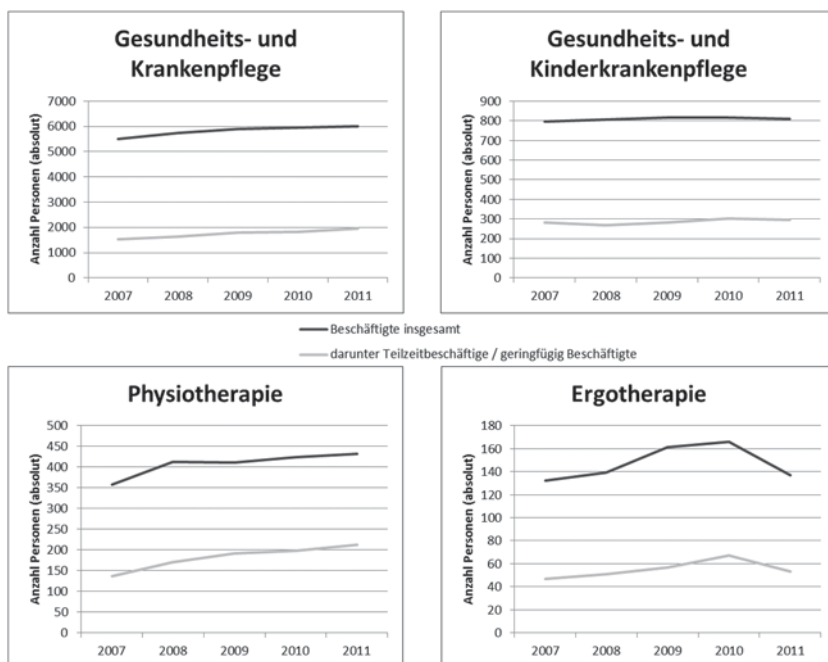 Gesundheits- und
Krankenpflege
Anzahl Personen (absolut)
7000
6000
5000
4000
3000
2000
1000
0
2007 2008 2009 2010 2011
Gesundheits- und
Kinderkrankenpflege
Anzahl Personen (absolut)
900
800
700
600
500
400
300
200
100
0
2007 2008 2009 2010 2011
Beschäftigte insgesamt
darunter Teilzeitbeschäftige / geringfügig Beschäftigte
Physiotherapie
Anzahl Personen (absolut)
500
450
400
350
300
250
200
150
100
50
0
2007 2008 2009 2010 2011
Ergotherapie
Anzahl Personen (absolut)
180
160
140
120
100
80
60
40
20
0
2007 2008 2009 2010 2011